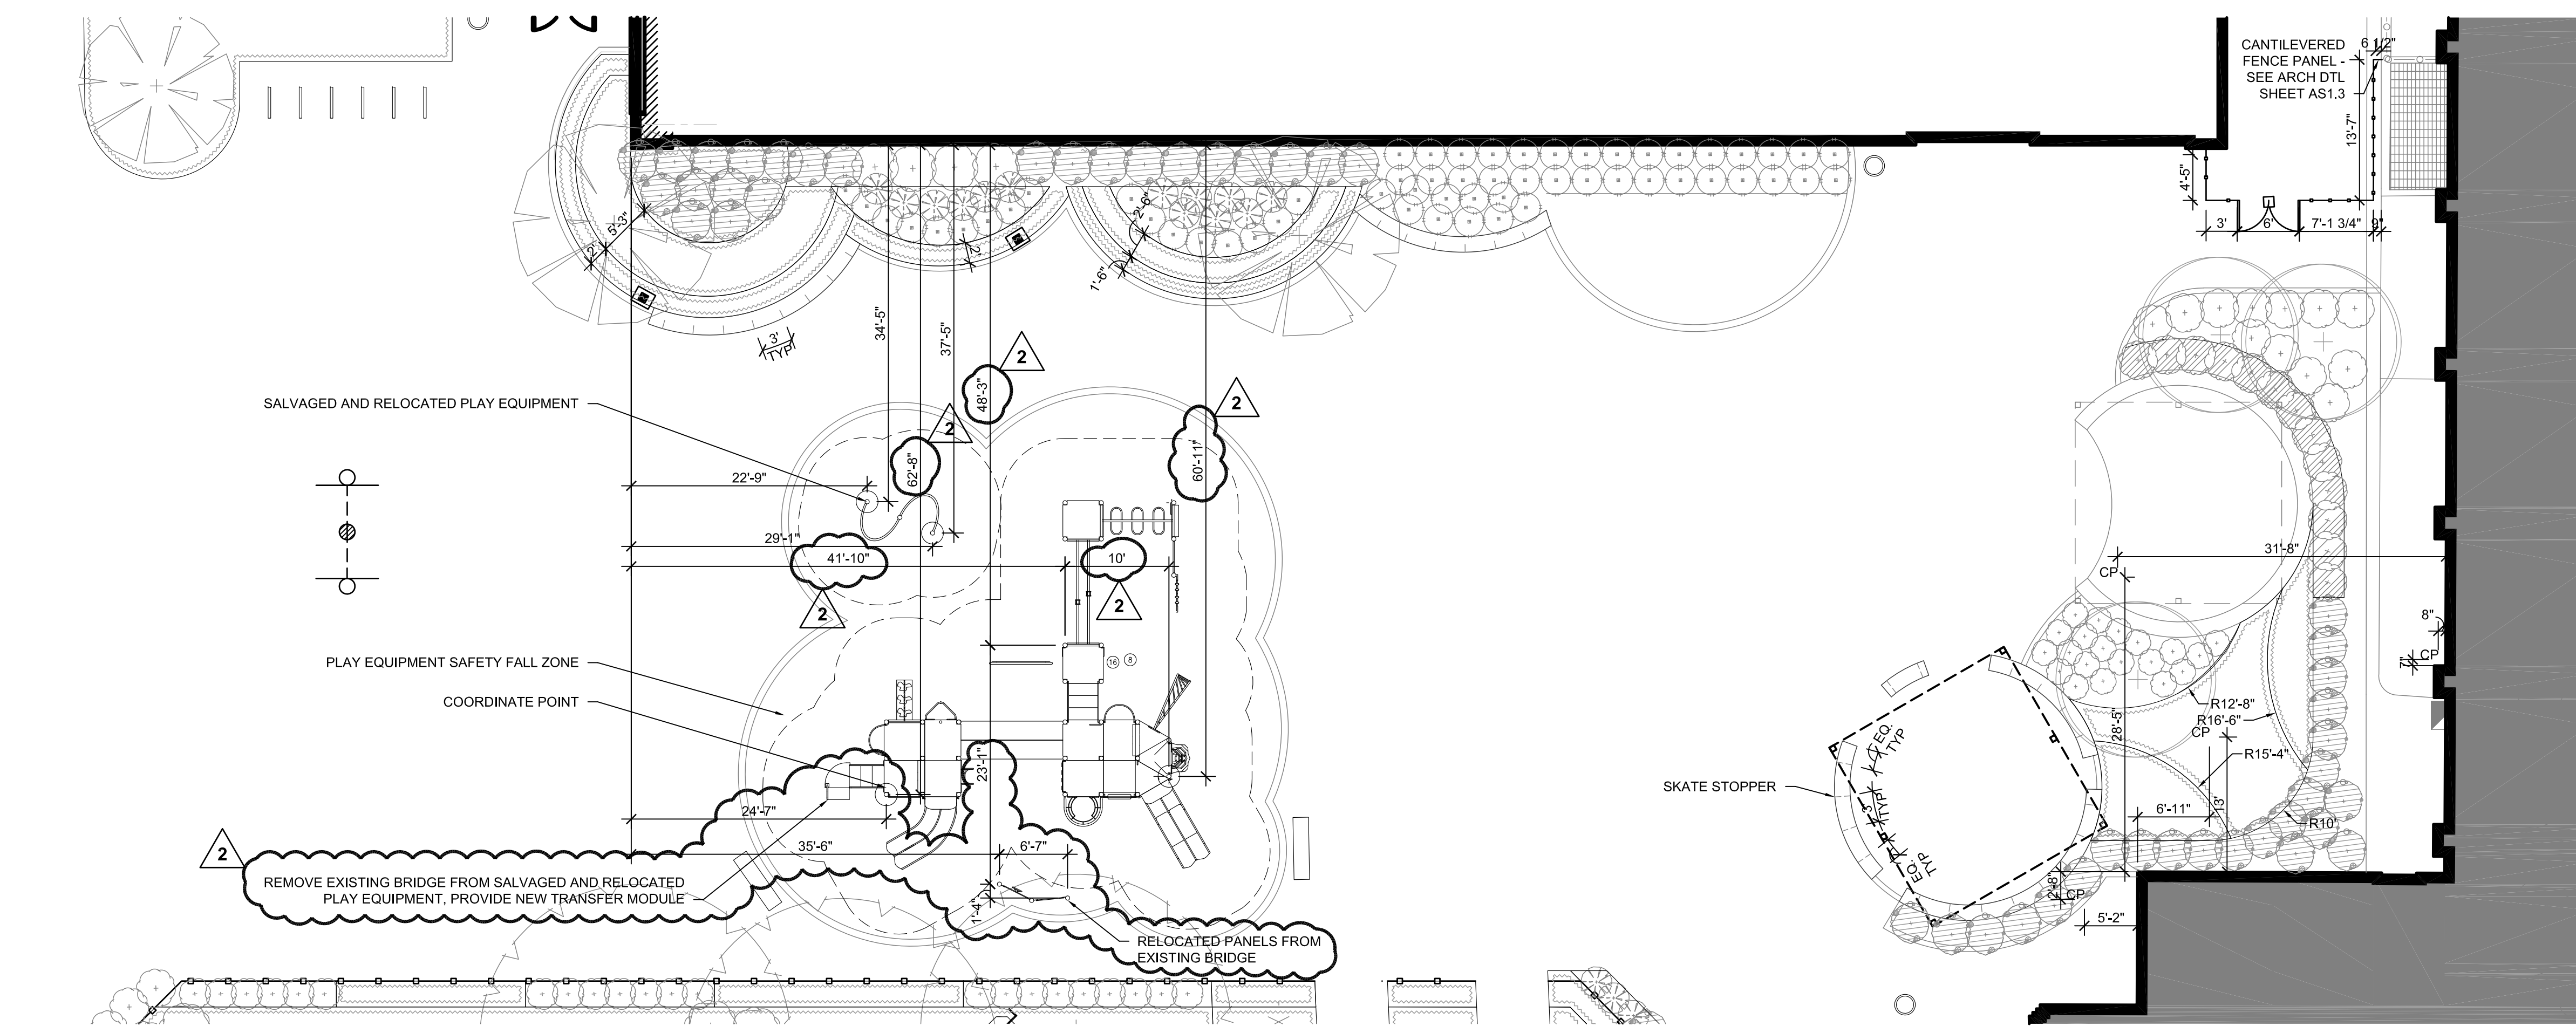 CANTILEVERED
FENCE PANEL -
SEE ARCH DTL
SHEET AS1.3
6 1/2"
13'-7"
4'-5"
3'
6'
7'-1 3/4"
9"
5'-3"
2'
2'
2'-6"
1'-6"
3'
TYP
34'-5"
37'-5"
48'-3"
2
2
62'-8"
2
60'-11"
SALVAGED AND RELOCATED PLAY EQUIPMENT
22'-9"
29'-1"
41'-10"
2
10'
2
PLAY EQUIPMENT SAFETY FALL ZONE
COORDINATE POINT
16
8
23'-1"
24'-7"
35'-6"
6'-7"
1'-4"
2
REMOVE EXISTING BRIDGE FROM SALVAGED AND RELOCATED
PLAY EQUIPMENT, PROVIDE NEW TRANSFER MODULE
RELOCATED PANELS FROM
EXISTING BRIDGE
31'-8"
CP
8"
7"
CP
28'-5"
R12'-8"
R16'-6"
CP
R15'-4"
SKATE STOPPER
EQ.
TYP
3'
TYP
EQ.
TYP
6'-11"
13'
R10'
2'-8"
CP
5'-2"